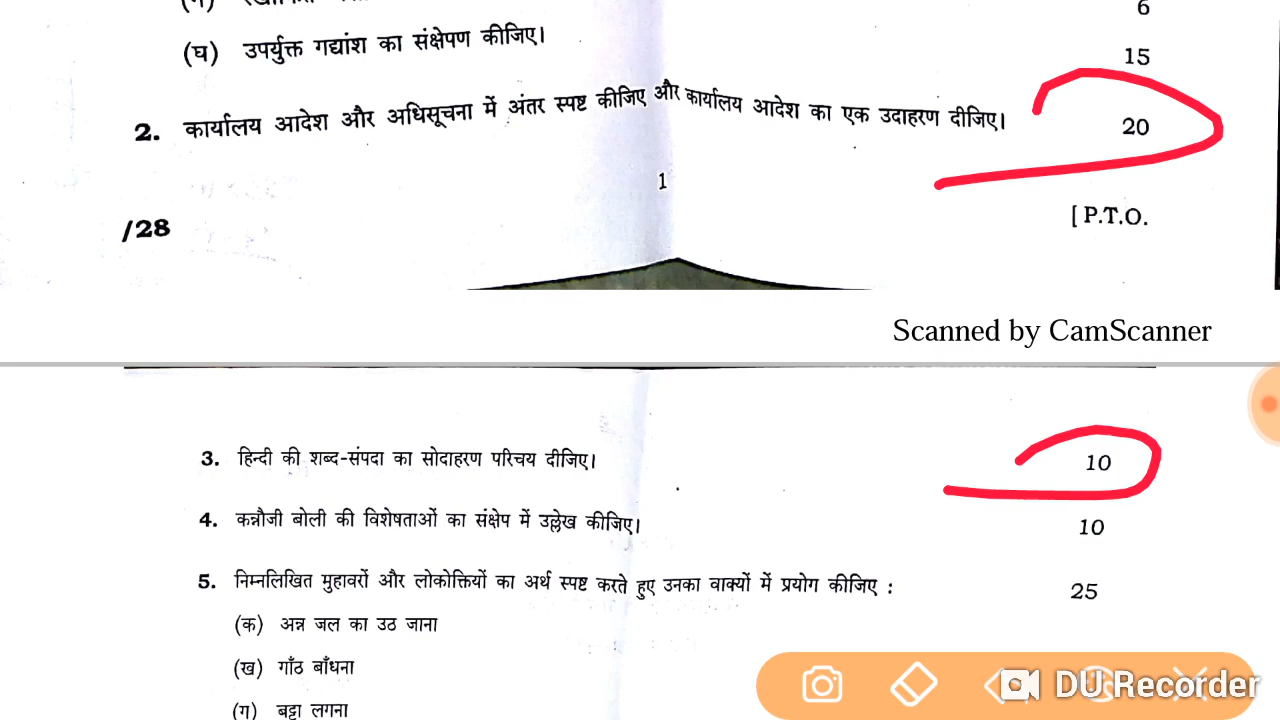 (घ) उपर्युक्त गद्यांश का संक्षेपण कीजिए।
6
15
2. कार्यालय आदेश और अधिसूचना में अंतर स्पष्ट कीजिए और कार्यालय आदेश का एक उदाहरण दीजिए। 20
1
/28
[ P.T.O.
Scanned by CamScanner
3. हिन्दी की शब्द-संपदा का सोदाहरण परिचय दीजिए। 10
4. कन्नौजी बोली की विशेषताओं का संक्षेप में उल्लेख कीजिए। 10
5. निम्नलिखित मुहावरों और लोकोक्तियों का अर्थ स्पष्ट करते हुए उनका वाक्यों में प्रयोग कीजिए : 25
(क) अन्न जल का उठ जाना
(ख) गाँठ बाँधना
(ग) बट्टा लगना
DU Recorder